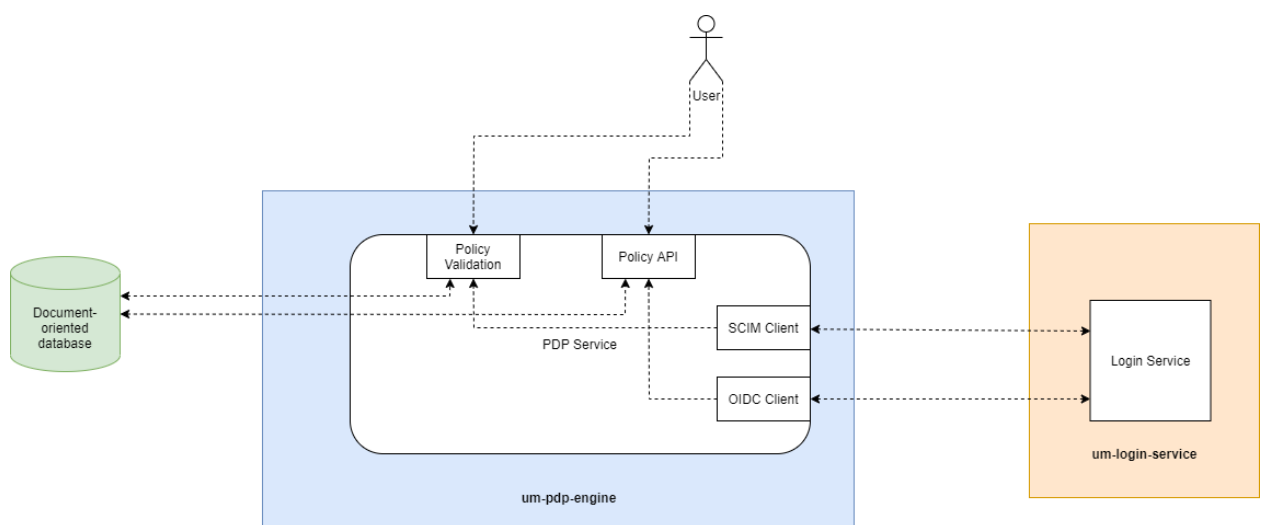 User
Policy
Validation
Policy API
Document-
oriented
database
SCIM Client
PDP Service
Login Service
OIDC Client
um-login-service
um-pdp-engine